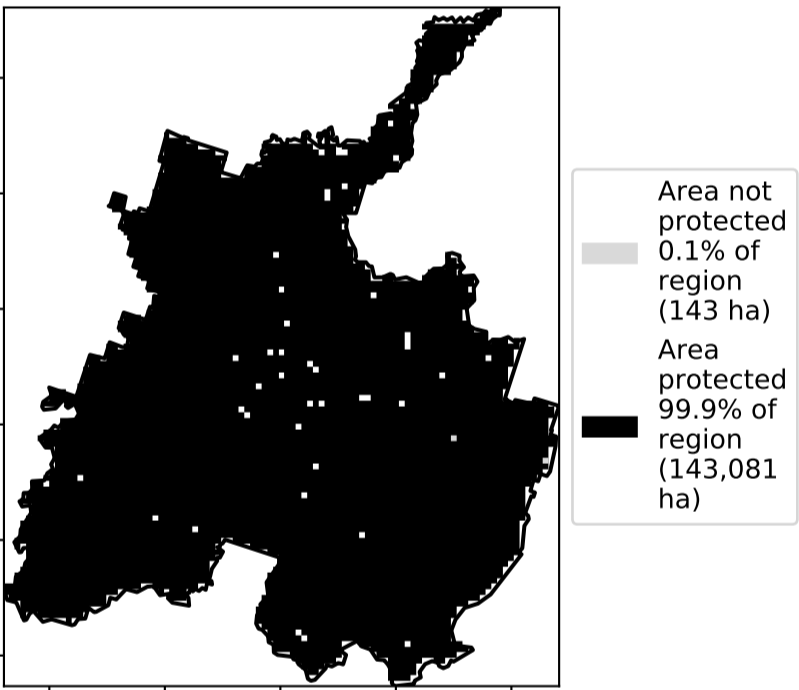 Area not
protected
0.1% of
region
(143 ha)
Area
protected
99.9% of
region
(143,081
ha)